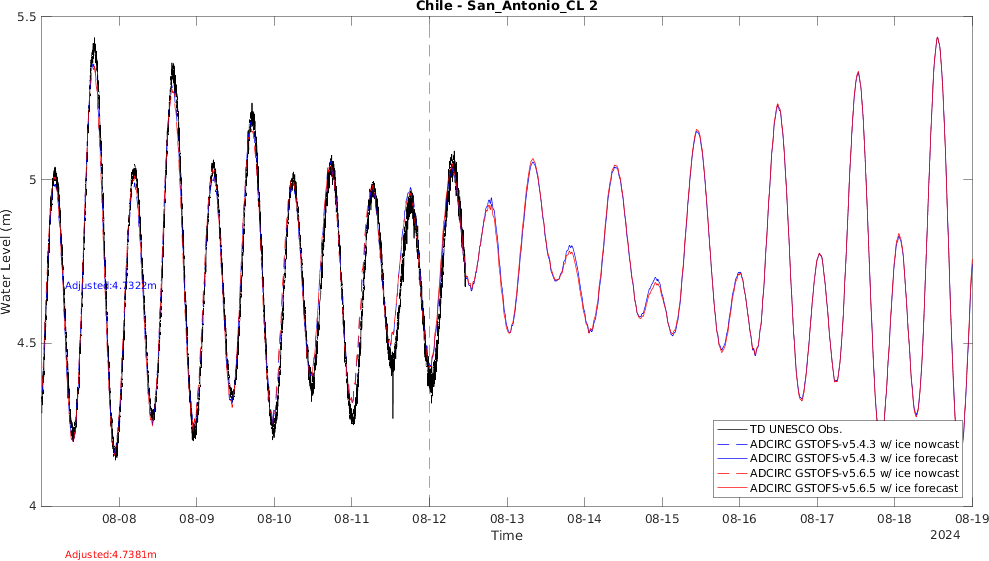 Chile - San_Antonio_CL 2
5.5
5
4.5
4
Water Level (m)
Adjusted:4.7322m
TD UNESCO Obs.
ADCIRC GSTOFS-v5.4.3 w/ ice nowcast
ADCIRC GSTOFS-v5.4.3 w/ ice forecast
ADCIRC GSTOFS-v5.6.5 w/ ice nowcast
ADCIRC GSTOFS-v5.6.5 w/ ice forecast
08-08 08-09 08-10 08-11 08-12 08-13 08-14 08-15 08-16 08-17 08-18 08-19
Time
2024
Adjusted:4.7381m